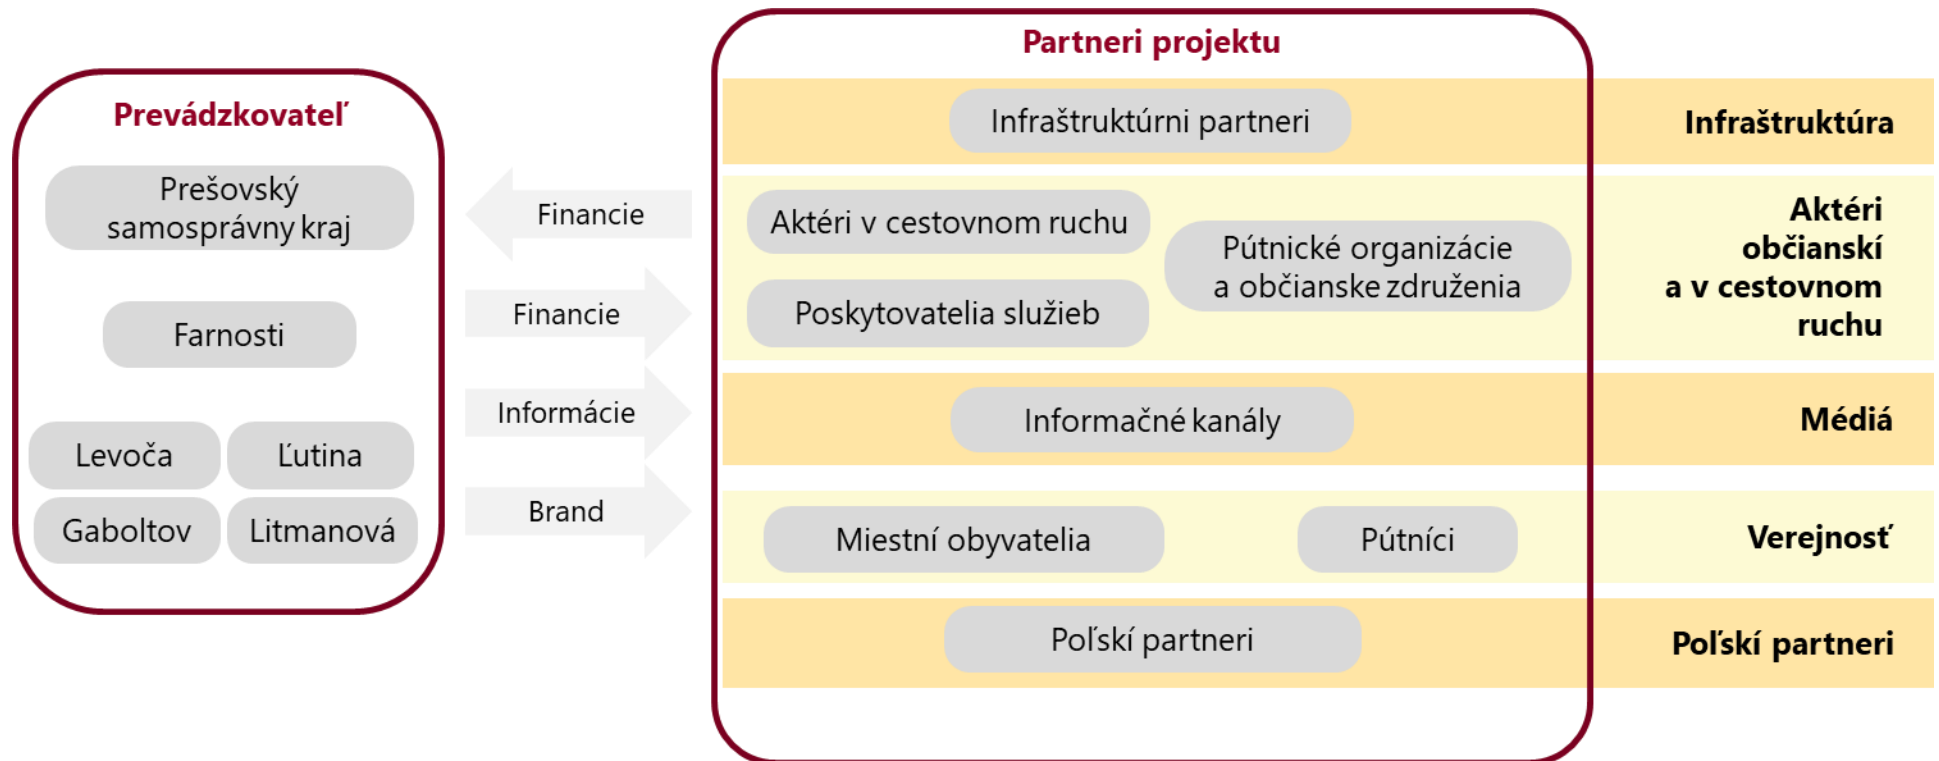 Prevádzkovateľ
Prešovský
samosprávny kraj
Farnosti
Levoča
Ľutina
Gaboltov
Litmanová
Financie
Financie
Informácie
Brand
Partneri projektu
Infraštruktúrni partneri
Infraštruktúra
Aktéri v cestovnom ruchu
Poskytovatelia služieb
Pútnické organizácie
a občianske združenia
Aktéri
občianskí
a v cestovnom
ruchu
Informačné kanály
Médiá
Miestní obyvatelia
Pútníci
Verejnosť
Poľskí partneri
Poľskí partneri